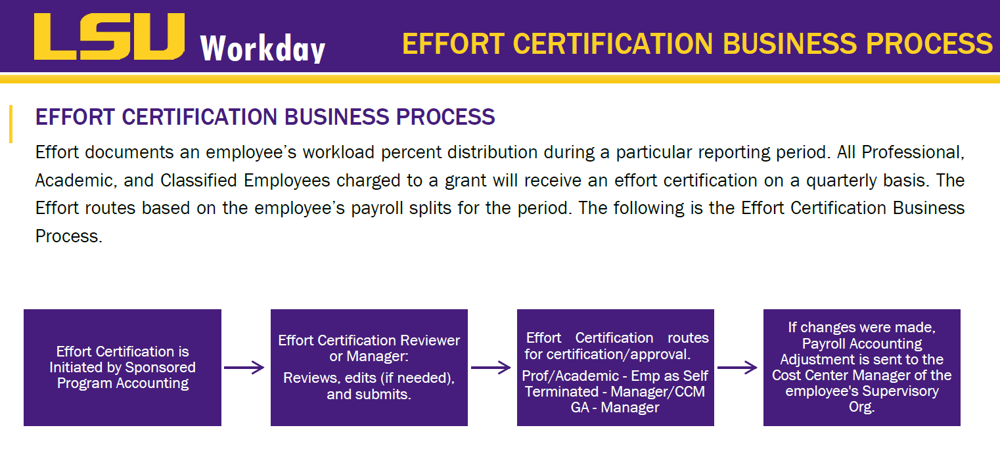 LSU Workday
EFFORT CERTIFICATION BUSINESS PROCESS
EFFORT CERTIFICATION BUSINESS PROCESS
Effort documents an employee’s workload percent distribution during a particular reporting period. All Professional,
Academic, and Classified Employees charged to a grant will receive an effort certification on a quarterly basis. The
Effort routes based on the employee’s payroll splits for the period. The following is the Effort Certification Business
Process.
Effort Certification is
Initiated by Sponsored
Program Accounting
Effort Certification Reviewer
or Manager:
Reviews, edits (if needed),
and submits.
Effort Certification routes
for certification/approval.
Prof/Academic - Emp as Self
Terminated - Manager/CCM
GA - Manager
If changes were made,
Payroll Accounting
Adjustment is sent to the
Cost Center Manager of the
employee's Supervisory
Org.